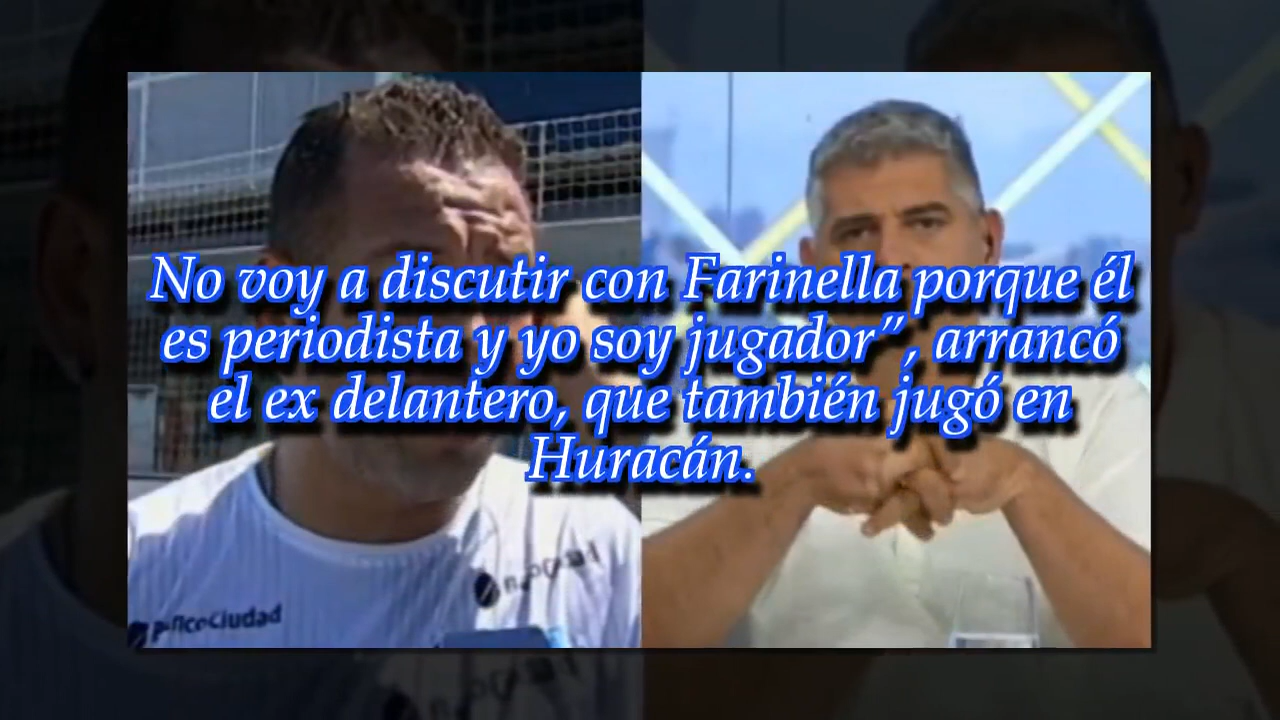 No voy a discutir con Farinella porque él
es periodista y yo soy jugador”, arrancó
el ex delantero, que también jugó en
Huracán.